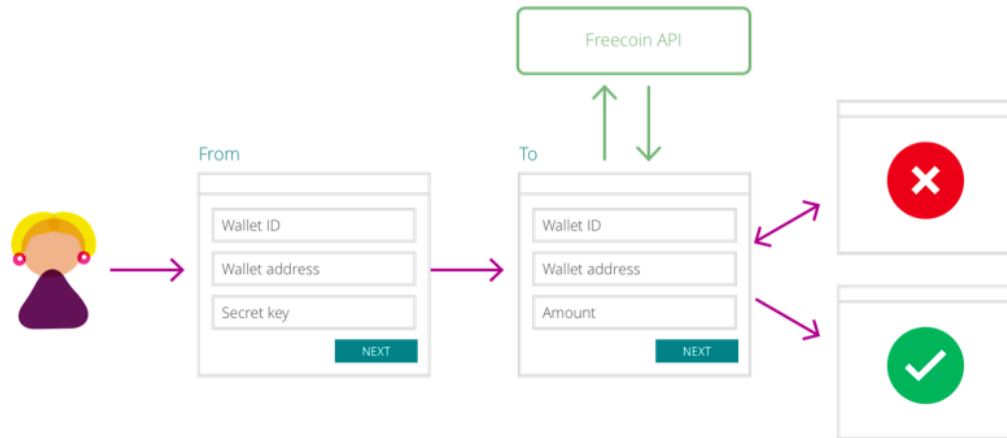 Freecoin API
From
Wallet ID
Wallet address
Secret key
NEXT
To
Wallet ID
Wallet address
Amount
NEXT